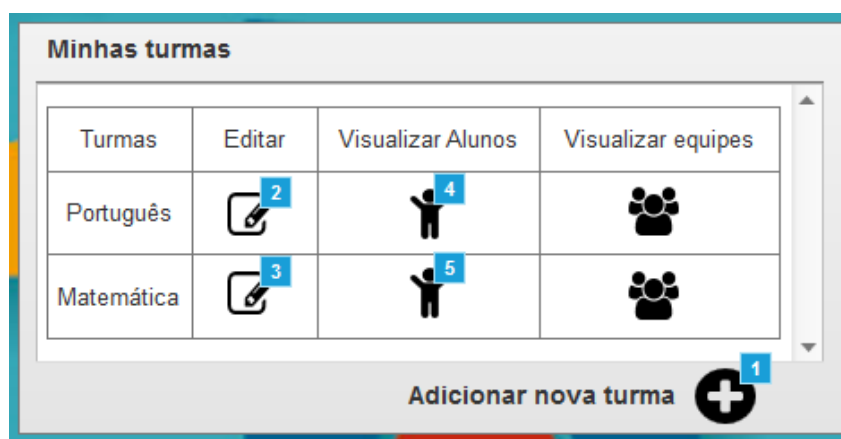 Minhas turmas
Turmas Editar Visualizar Alunos Visualizar equipes
Português 2 4
Matemática 3 5
Adicionar nova turma 1